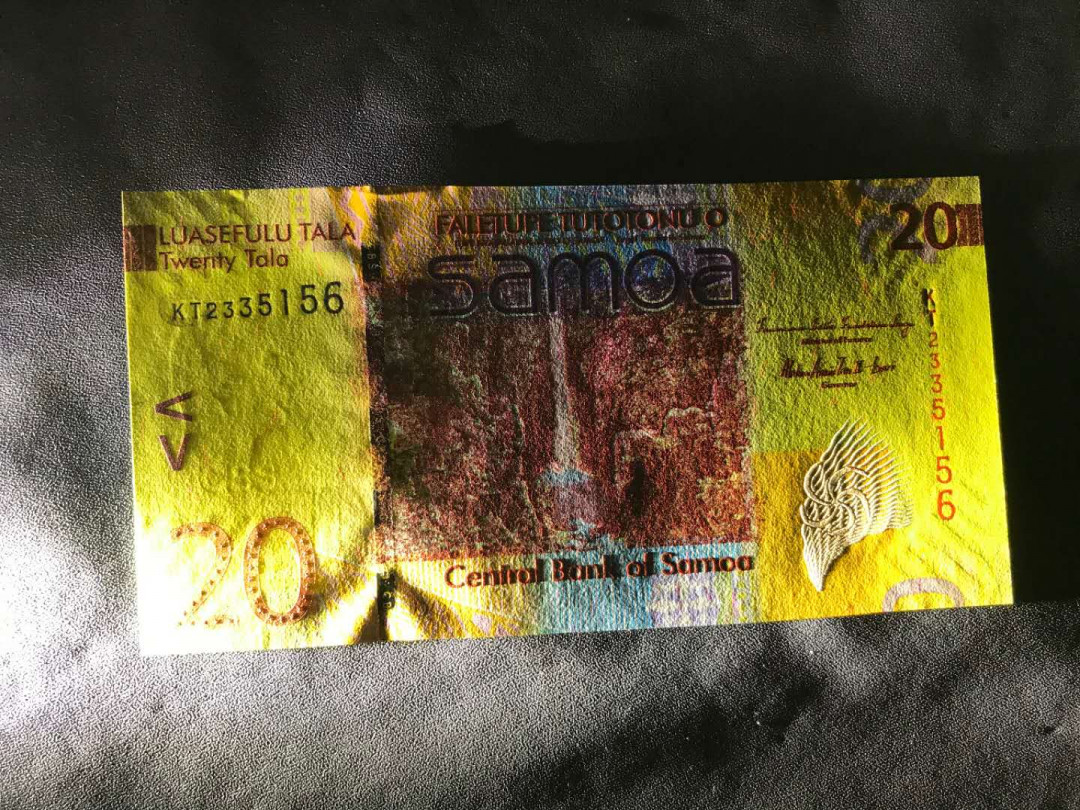 LUASEFULU TALA
Twenty Tala
KT2335156
20
FALETUPE TUTOTONU O
samoa
Central Bank of Samoa
20
KT2335156